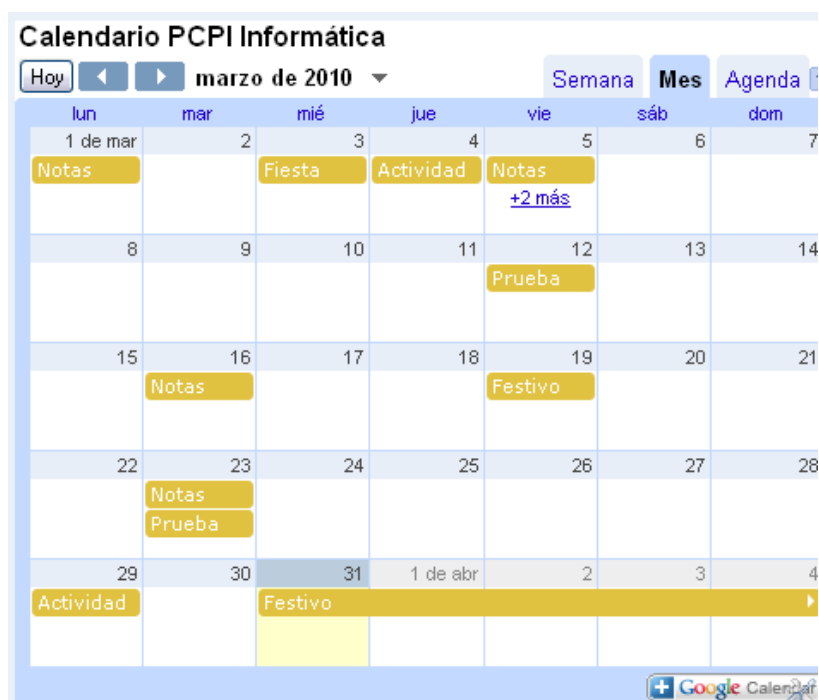 Calendario PCPI Informática
Hoy marzo de 2010 Semana Mes Agenda
lun mar mié jue vie sáb dom
1 de mar 2 3 4 5 6 7
Notas Fiesta Actividad Notas
+2 más
8 9 10 11 12 13 14
Prueba
15 16 17 18 19 20 21
Notas Festivo
22 23 24 25 26 27 28
Notas
Prueba
29 30 31 1 de abr 2 3 4
Actividad Festivo
Google Calendar